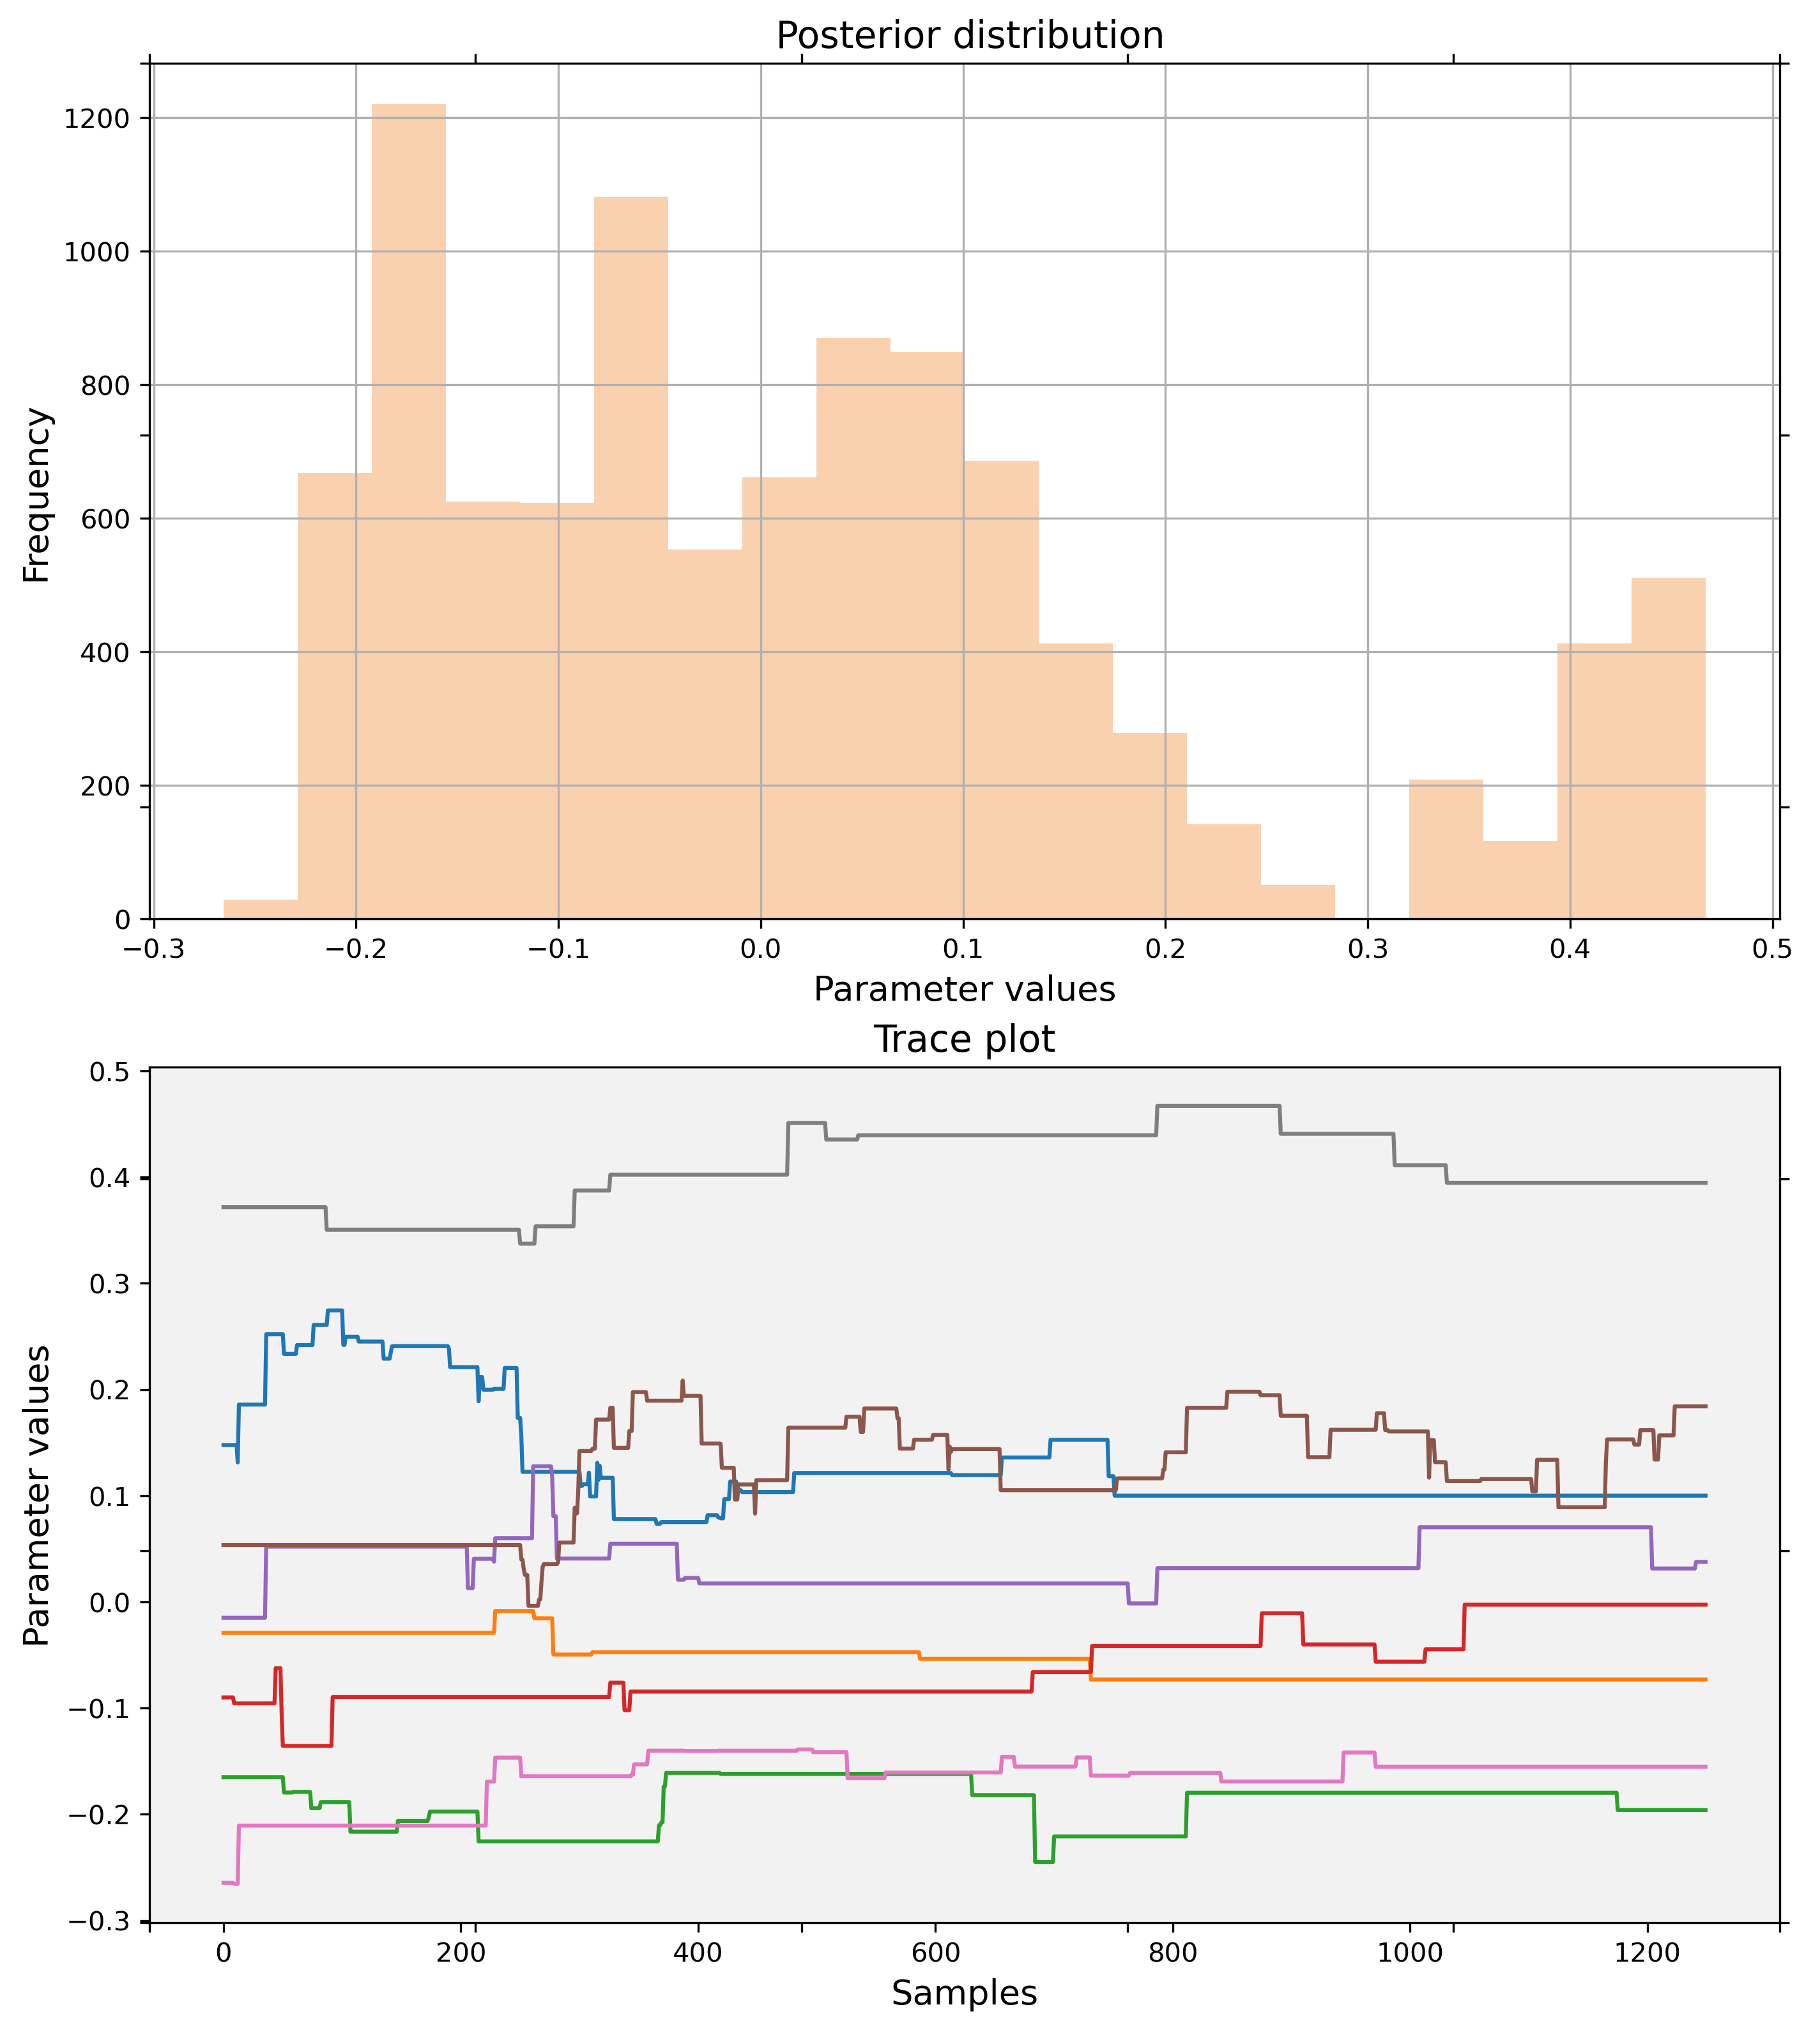 Posterior distribution
1200
1000
800
600
400
200
0
Frequency
−0.3 −0.2 −0.1 0.0 0.1 0.2 0.3 0.4 0.5
Parameter values
Trace plot
0.5
0.4
0.3
0.2
0.1
0.0
−0.1
−0.2
−0.3
Parameter values
0 200 400 600 800 1000 1200
Samples